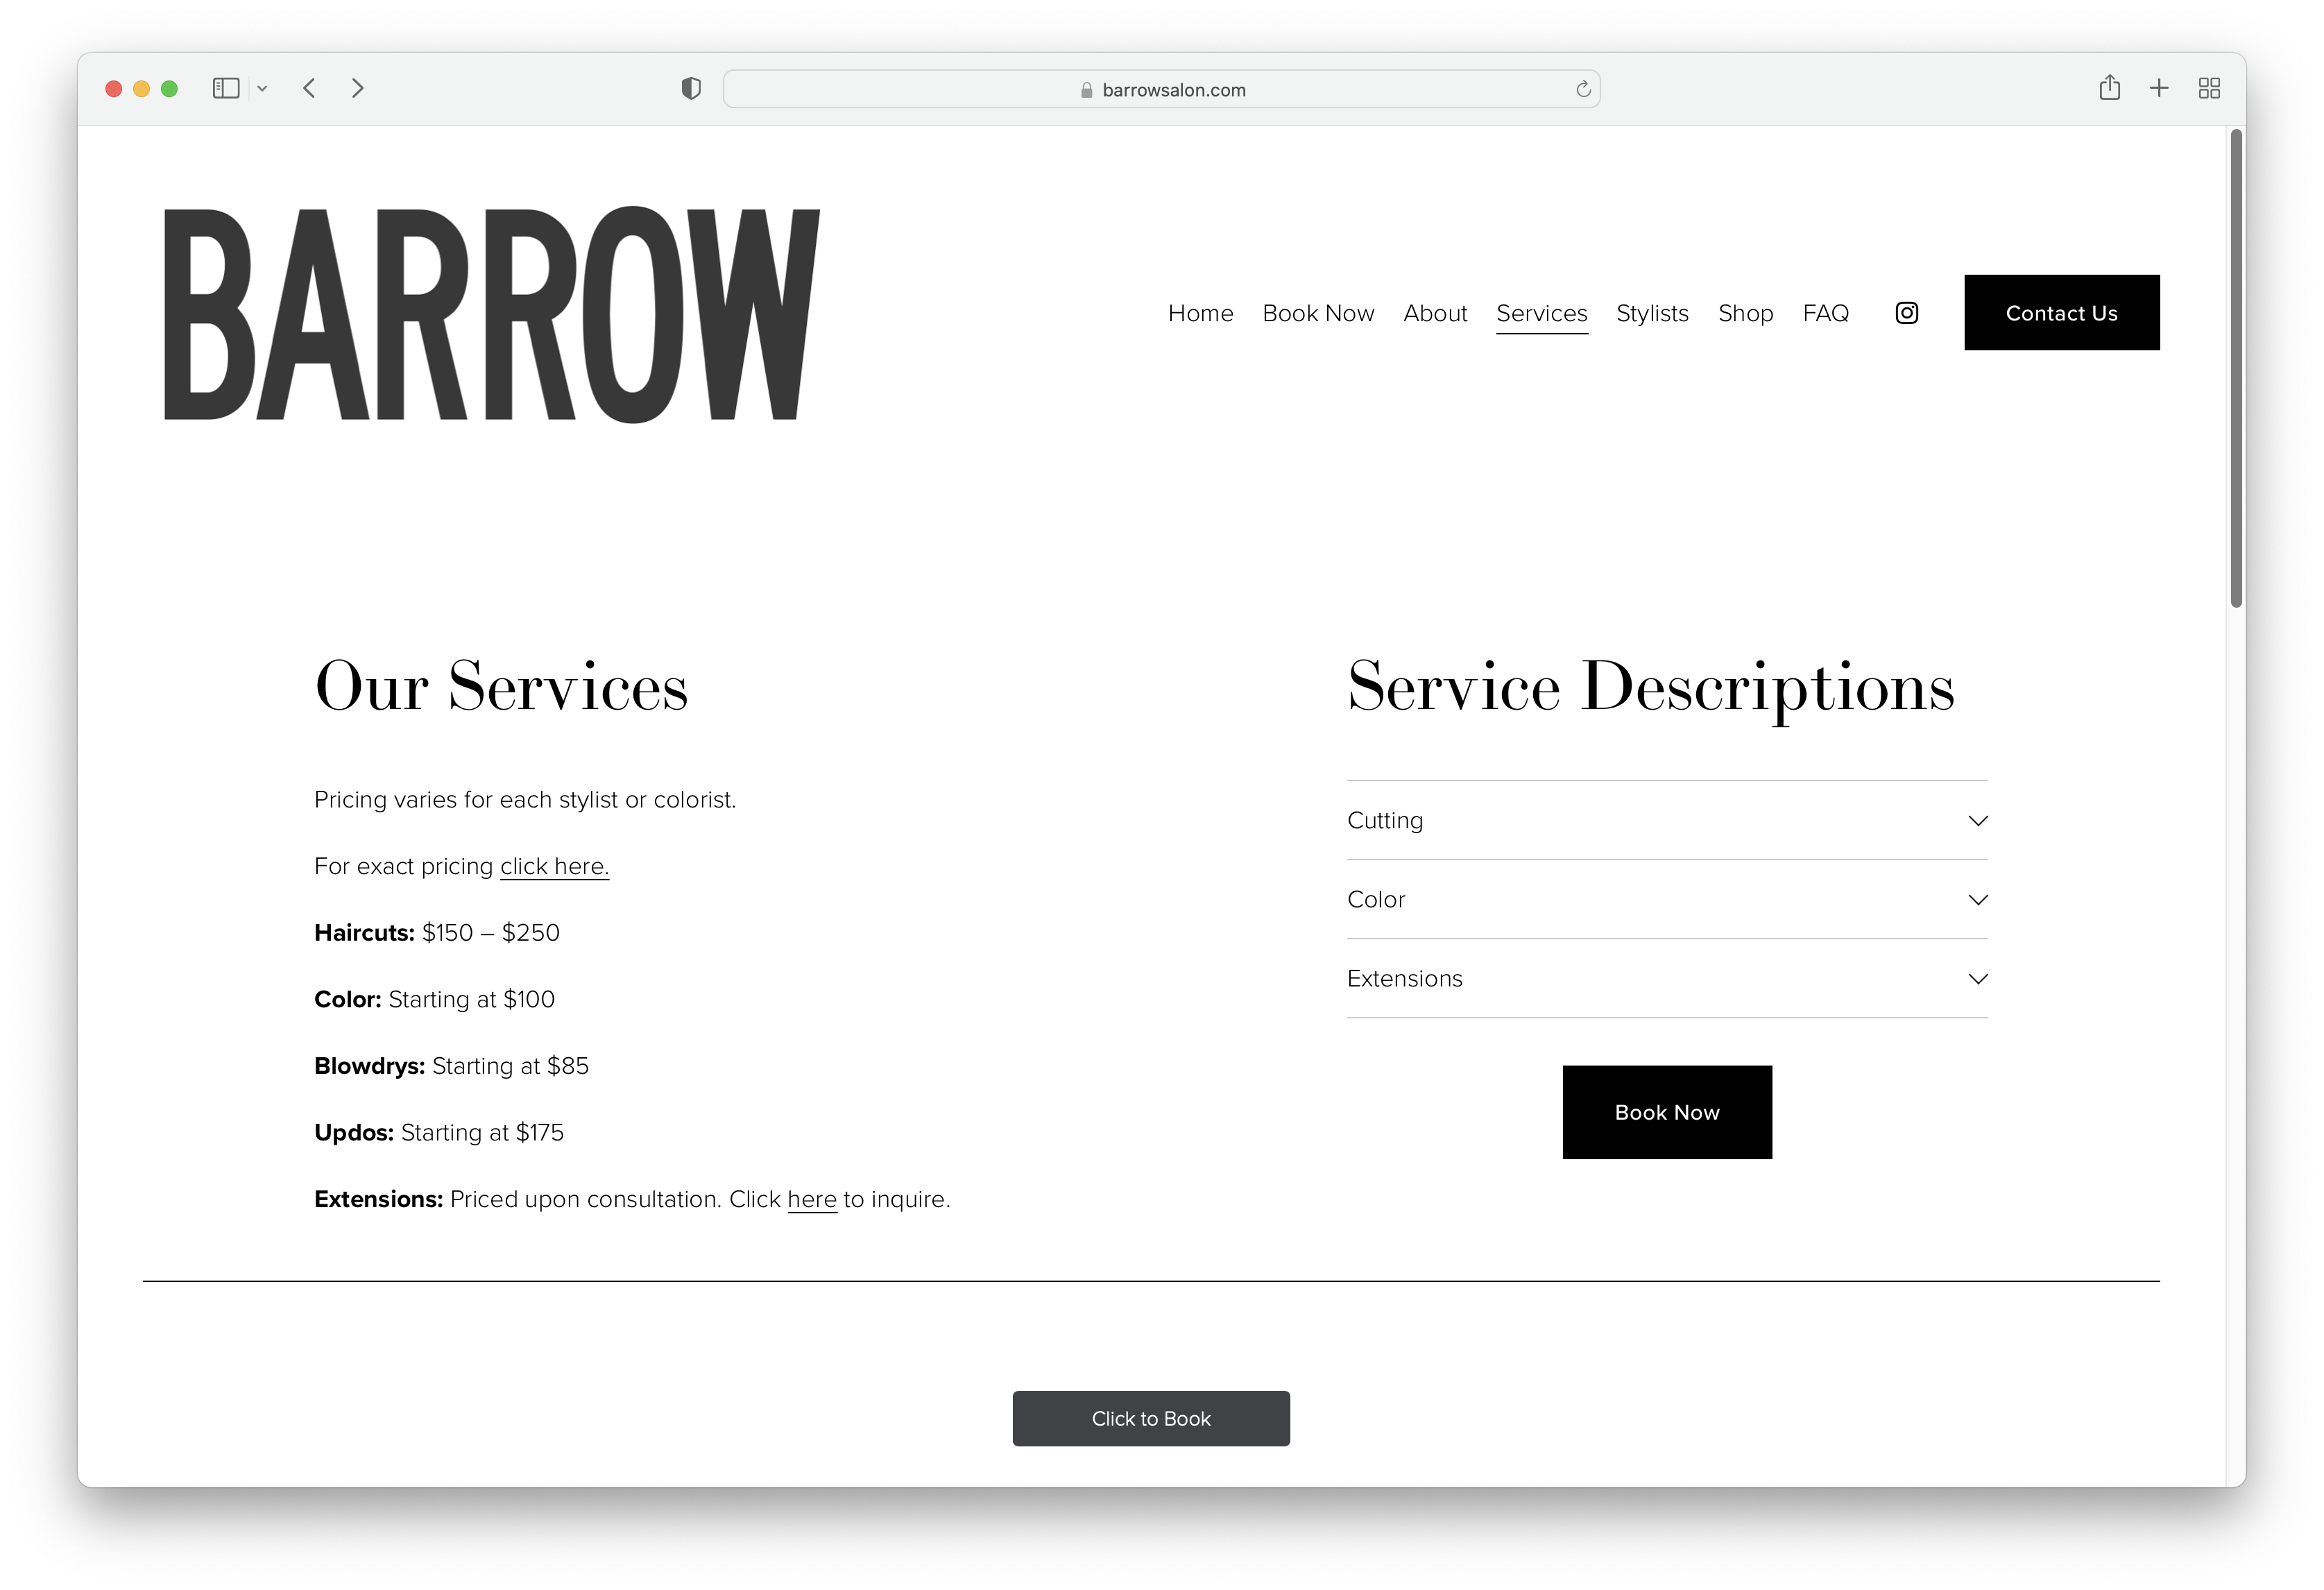 barrowsalon.com
BARROW
Home Book Now About Services Stylists Shop FAQ Contact Us
Our Services
Pricing varies for each stylist or colorist.
For exact pricing click here.
Haircuts: $150 – $250
Color: Starting at $100
Blowdrys: Starting at $85
Updos: Starting at $175
Extensions: Priced upon consultation. Click here to inquire.
Service Descriptions
Cutting
Color
Extensions
Book Now
Click to Book